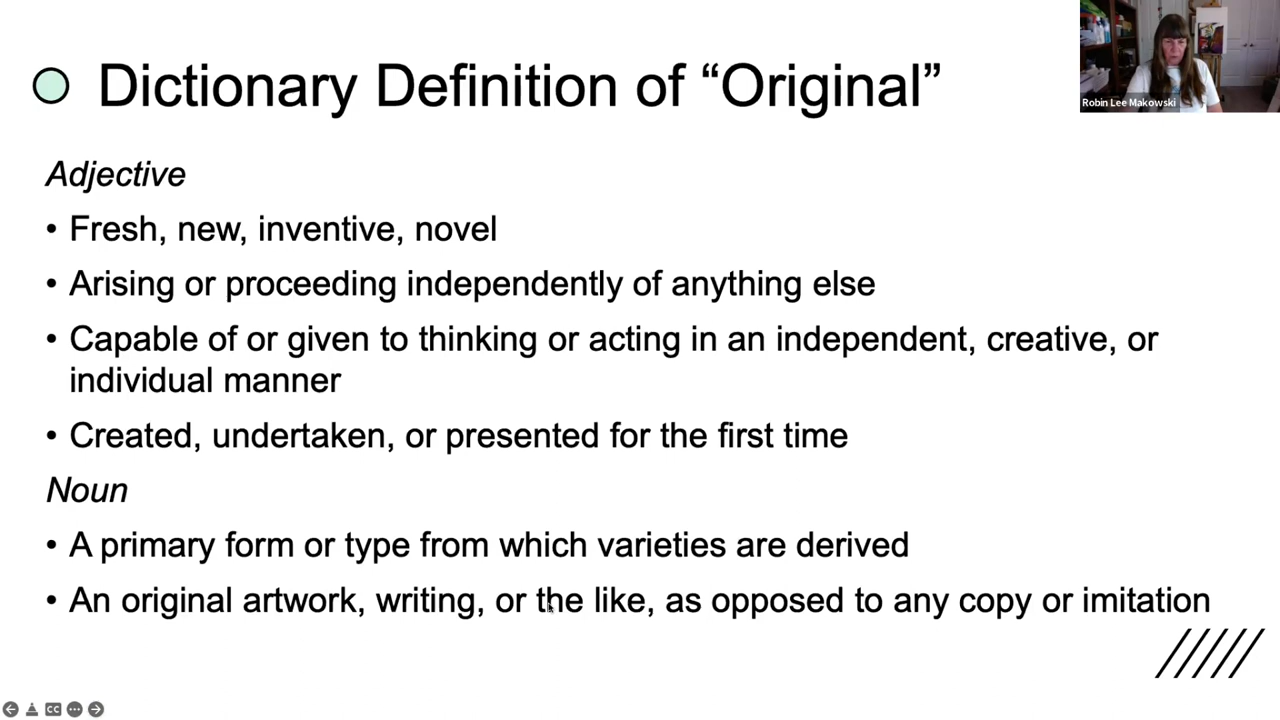 Dictionary Definition of “Original”
Robin Lee Makowski
Adjective
• Fresh, new, inventive, novel
• Arising or proceeding independently of anything else
• Capable of or given to thinking or acting in an independent, creative, or
individual manner
• Created, undertaken, or presented for the first time
Noun
• A primary form or type from which varieties are derived
• An original artwork, writing, or the like, as opposed to any copy or imitation
CC